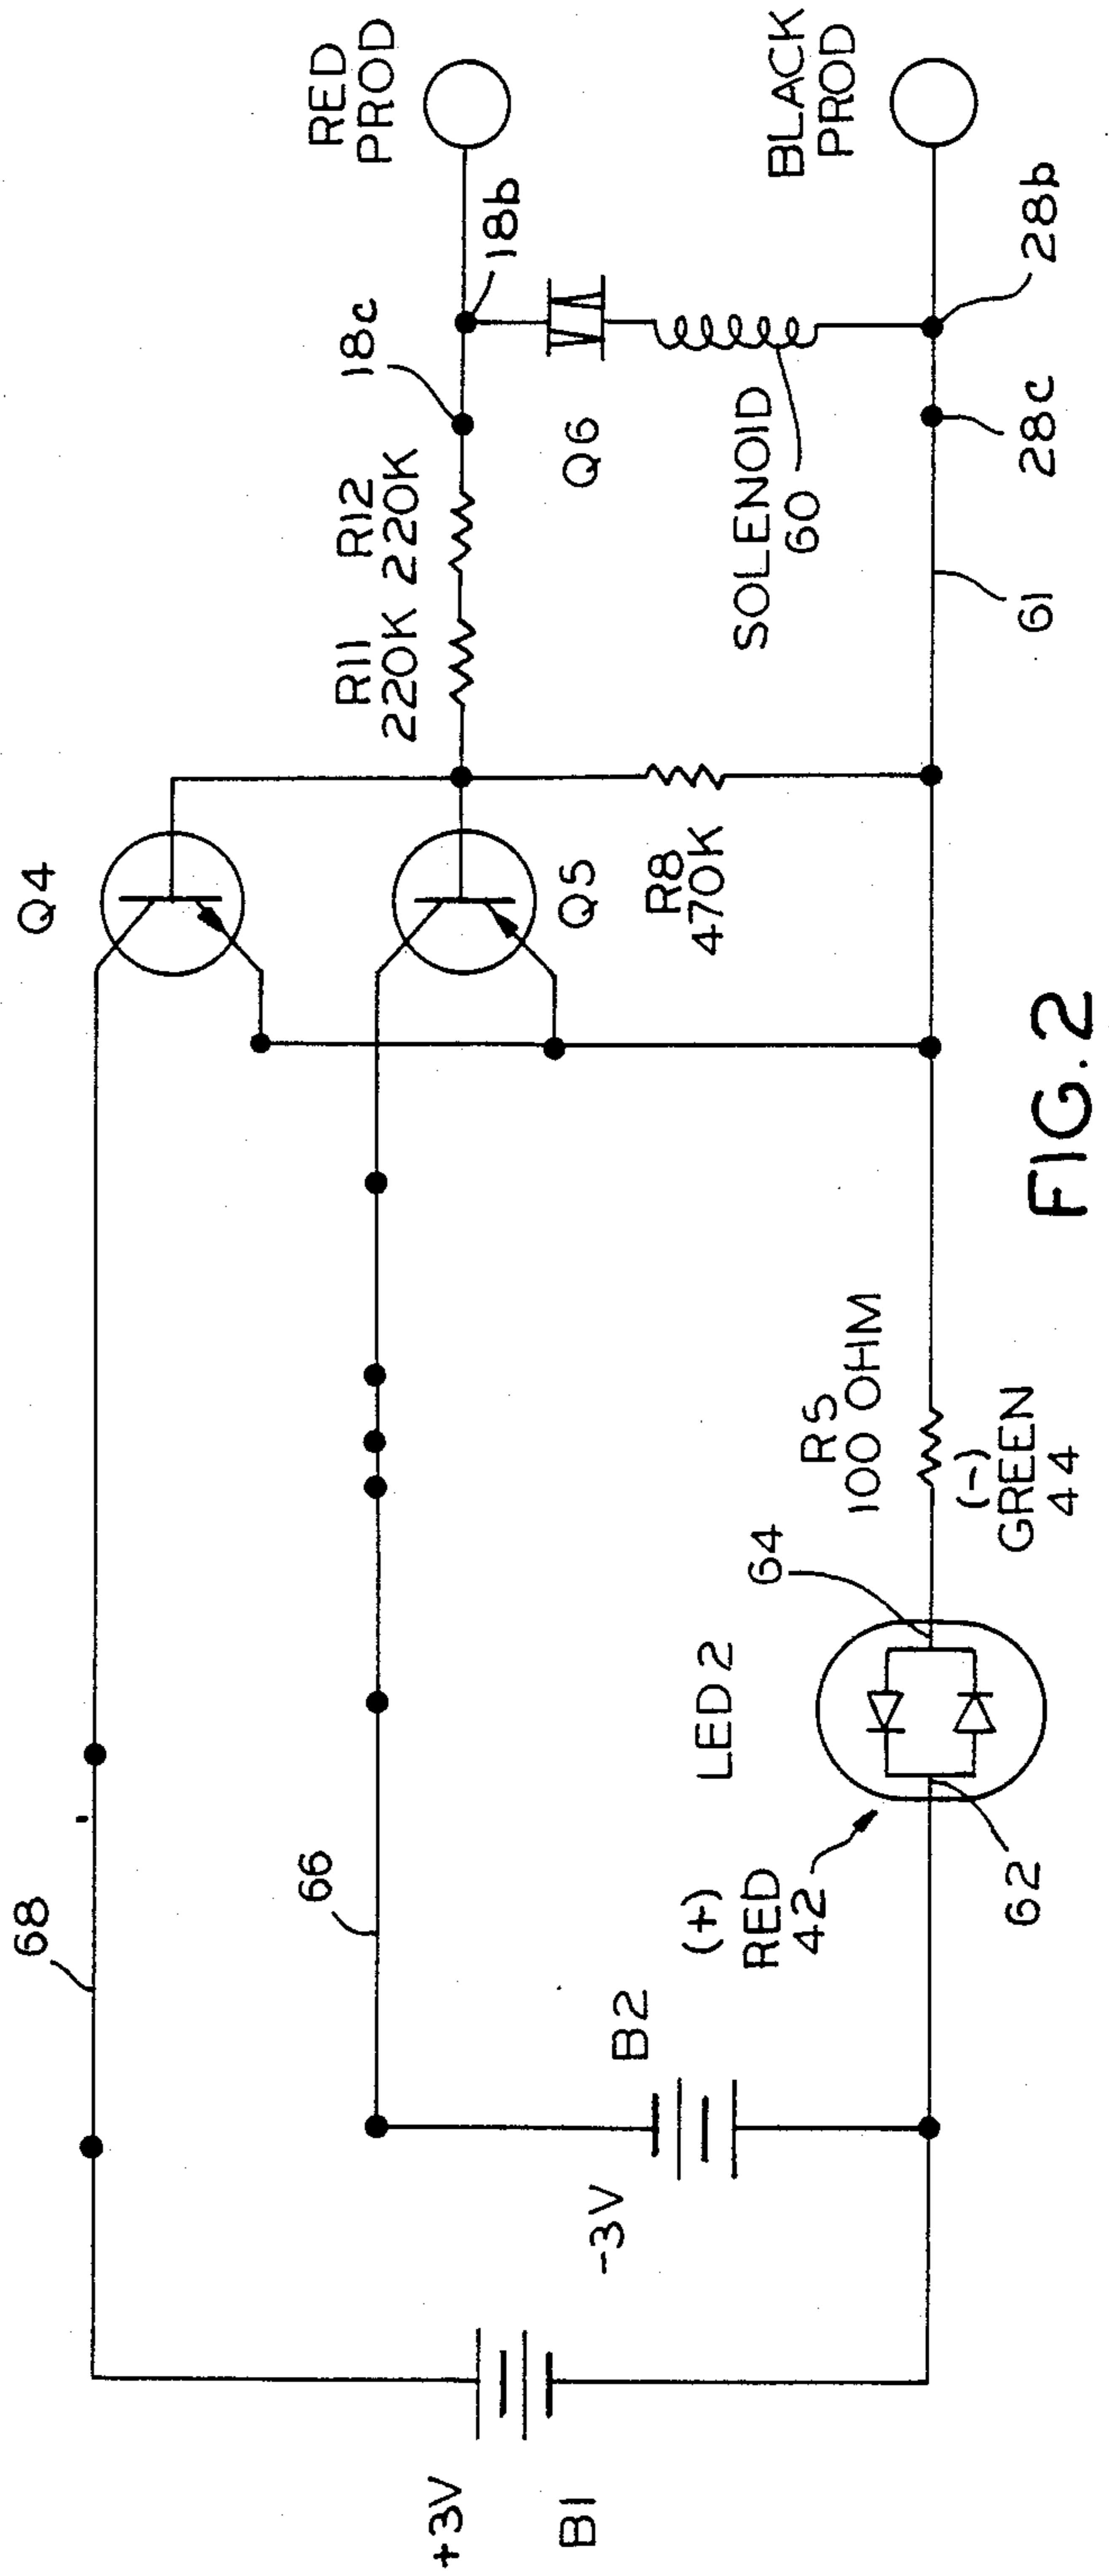 RED
PROD
BLACK
PROD
18b
18c
28b
28c
Q6
R12
220K
R11
220K
SOLENOID
60
61
Q4
Q5
R8
470K
R5
100 OHM
(-)
GREEN
44
64
LED 2
62
(+)
RED
42
68
66
B2
-3V
+3V
B1
FIG. 2